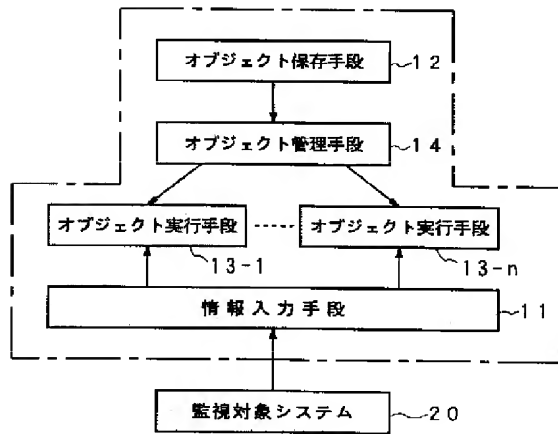 オブジェクト保存手段 12
オブジェクト管理手段 14
オブジェクト実行手段 オブジェクト実行手段
13-1 13-n
情報入力手段 11
監視対象システム 20